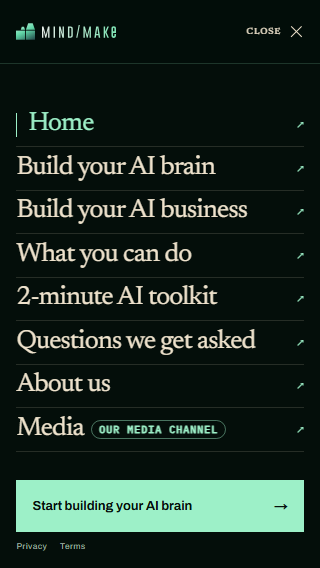 MIND/MAKE
CLOSE
Home
Build your AI brain
Build your AI business
What you can do
2-minute AI toolkit
Questions we get asked
About us
Media OUR MEDIA CHANNEL
Start building your AI brain
Privacy Terms